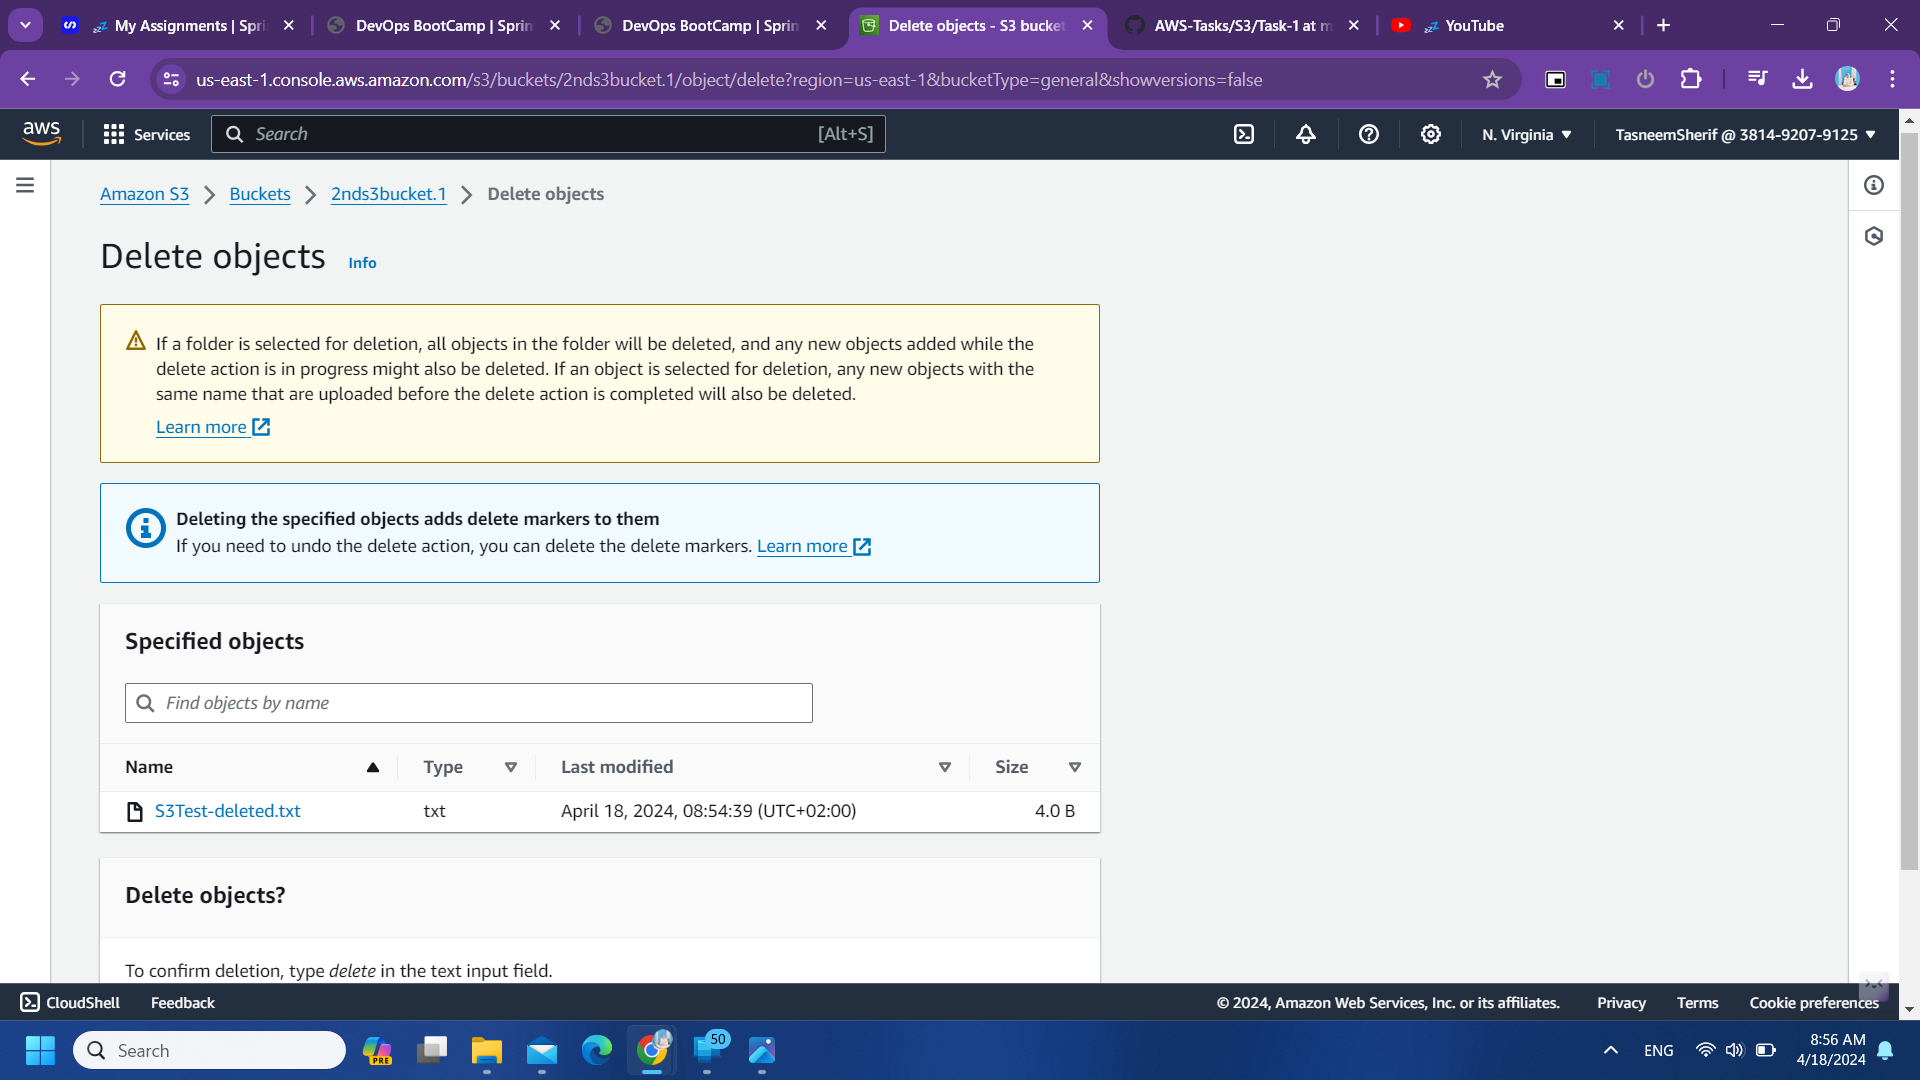 My Assignments | Spri
DevOps BootCamp | Sprin
DevOps BootCamp | Sprin
Delete objects - S3 bucket
AWS-Tasks/S3/Task-1 at m
YouTube
us-east-1.console.aws.amazon.com/s3/buckets/2nds3bucket.1/object/delete?region=us-east-1&bucketType=general&showversions=false
aws
Services
Search
[Alt+S]
N. Virginia
TasneemSherif @ 3814-9207-9125
Amazon S3
Buckets
2nds3bucket.1
Delete objects
Delete objects
Info
If a folder is selected for deletion, all objects in the folder will be deleted, and any new objects added while the
delete action is in progress might also be deleted. If an object is selected for deletion, any new objects with the
same name that are uploaded before the delete action is completed will also be deleted.
Learn more
Deleting the specified objects adds delete markers to them
If you need to undo the delete action, you can delete the delete markers. Learn more
Specified objects
Find objects by name
Name
Type
Last modified
Size
S3Test-deleted.txt
txt
April 18, 2024, 08:54:39 (UTC+02:00)
4.0 B
Delete objects?
To confirm deletion, type delete in the text input field.
CloudShell
Feedback
© 2024, Amazon Web Services, Inc. or its affiliates.
Privacy
Terms
Cookie preferences
Search
PRE
50
ENG
8:56 AM
4/18/2024